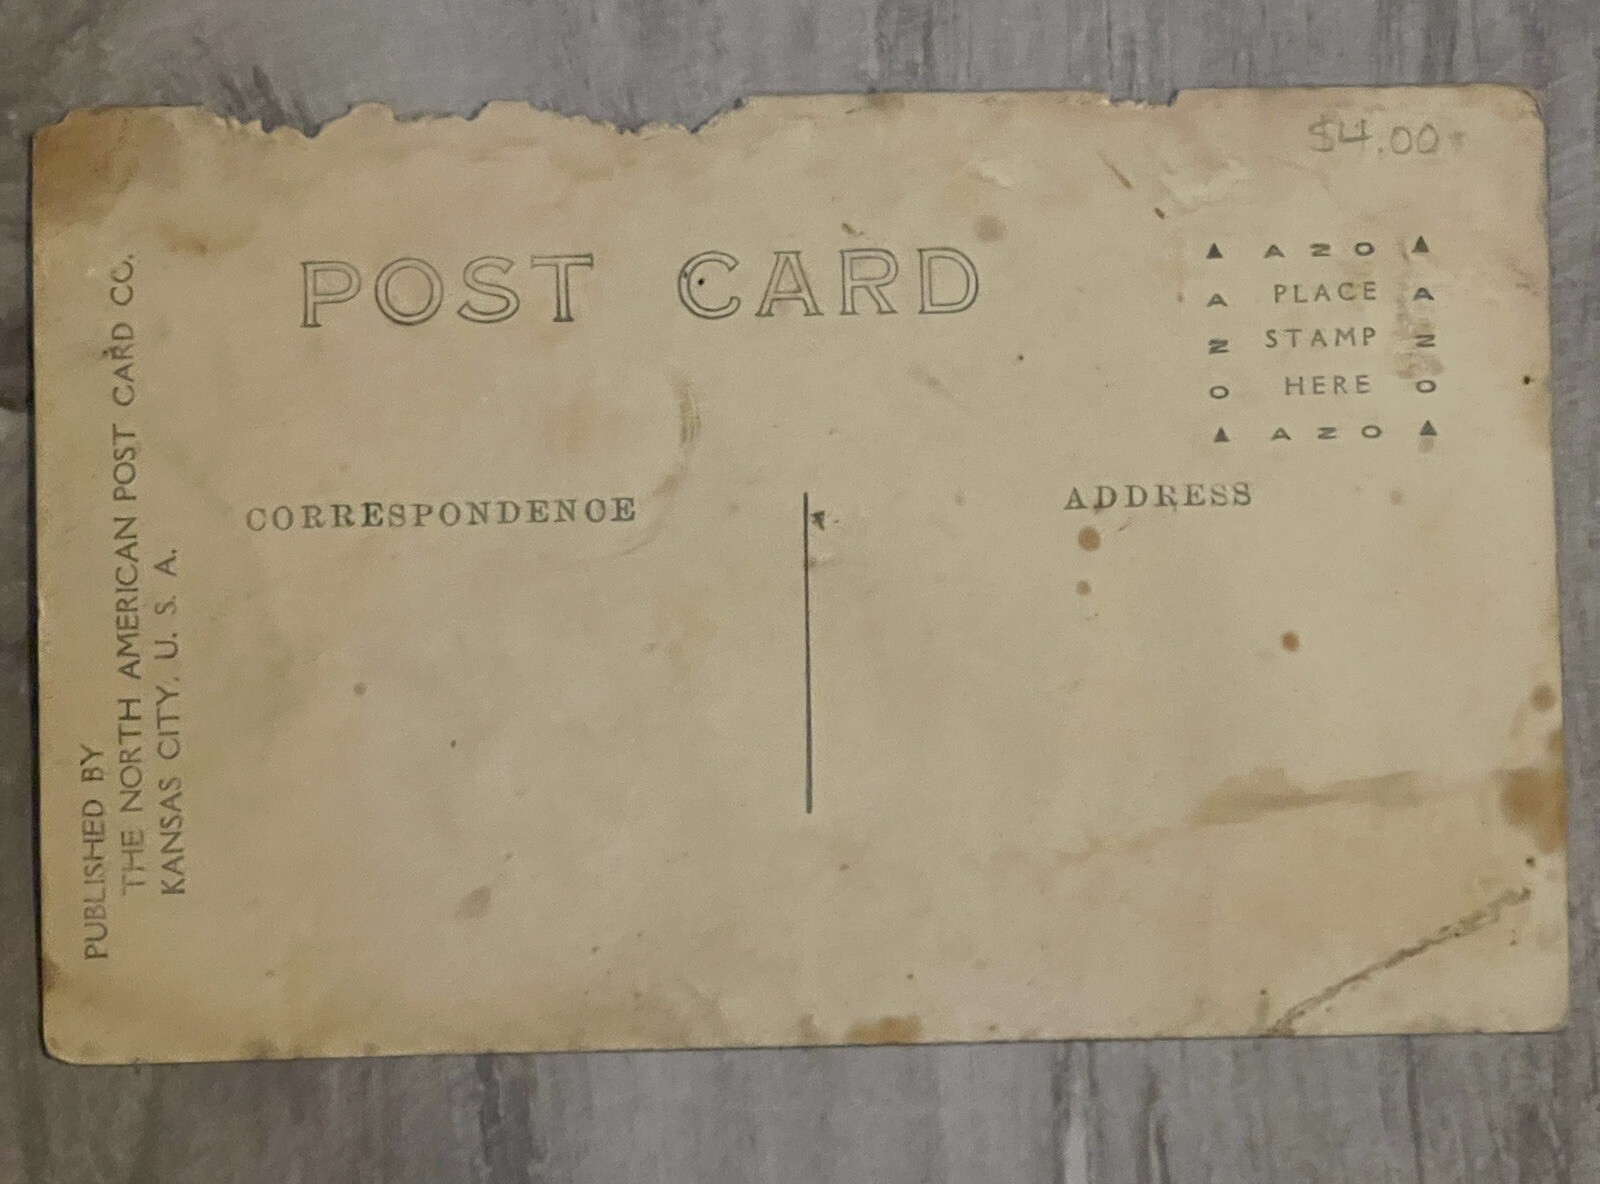 $4.00
POST CARD
▲ A Z O ▲
A PLACE A
Z STAMP Z
O HERE O
▲ A Z O ▲
CORRESPONDENCE
ADDRESS
PUBLISHED BY
THE NORTH AMERICAN POST CARD CO.
KANSAS CITY, U. S. A.